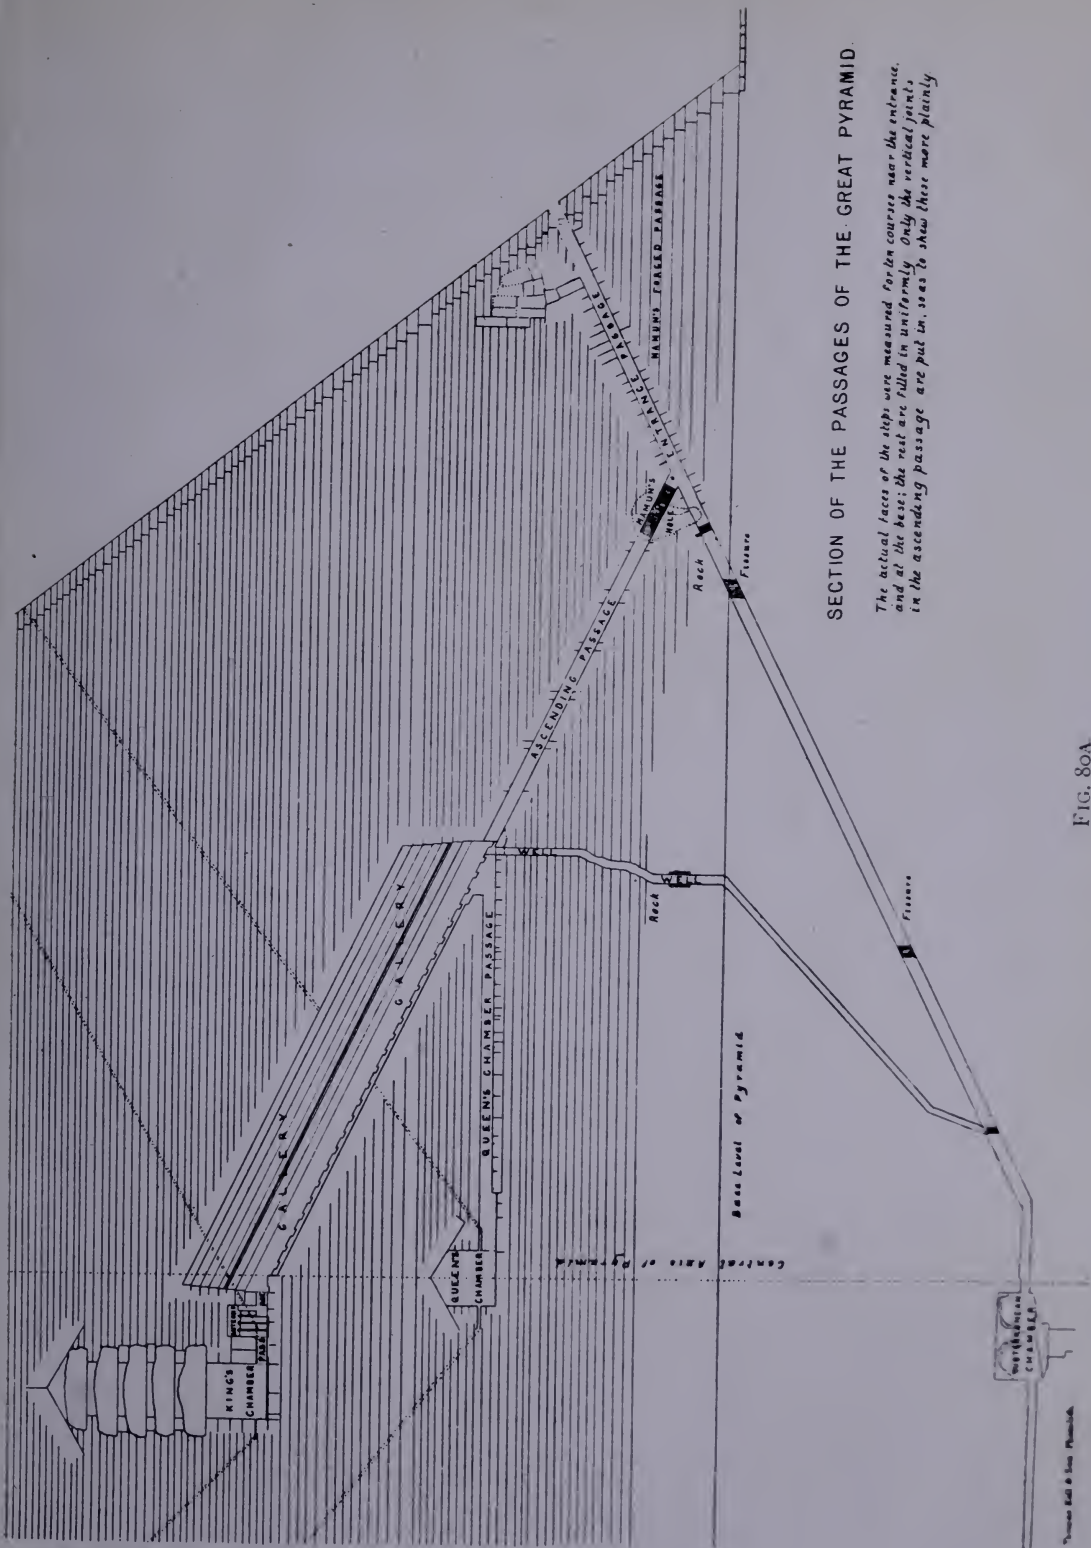 SECTION OF THE PASSAGES OF THE GREAT PYRAMID.
The actual faces of the steps were measured for ten courses near the entrance,
and at the base; the rest are filled in uniformly. Only the vertical joints
in the ascending passage are put in, so as to shew these more plainly
MAMUN'S FORCED PASSAGE
ENTRANCE PASSAGE
MAMUN'S
HOLE
Rock
Fissure
ASCENDING PASSAGE
GALLERY
GALLERY
WELL
Rock
Fissure
QUEEN'S CHAMBER PASSAGE
Base Level of Pyramid
Central Axis of Pyramid
QUEEN'S
CHAMBER
PASS
KING'S
CHAMBER
SUBTERRANEAN
CHAMBER
FIG. 80A.